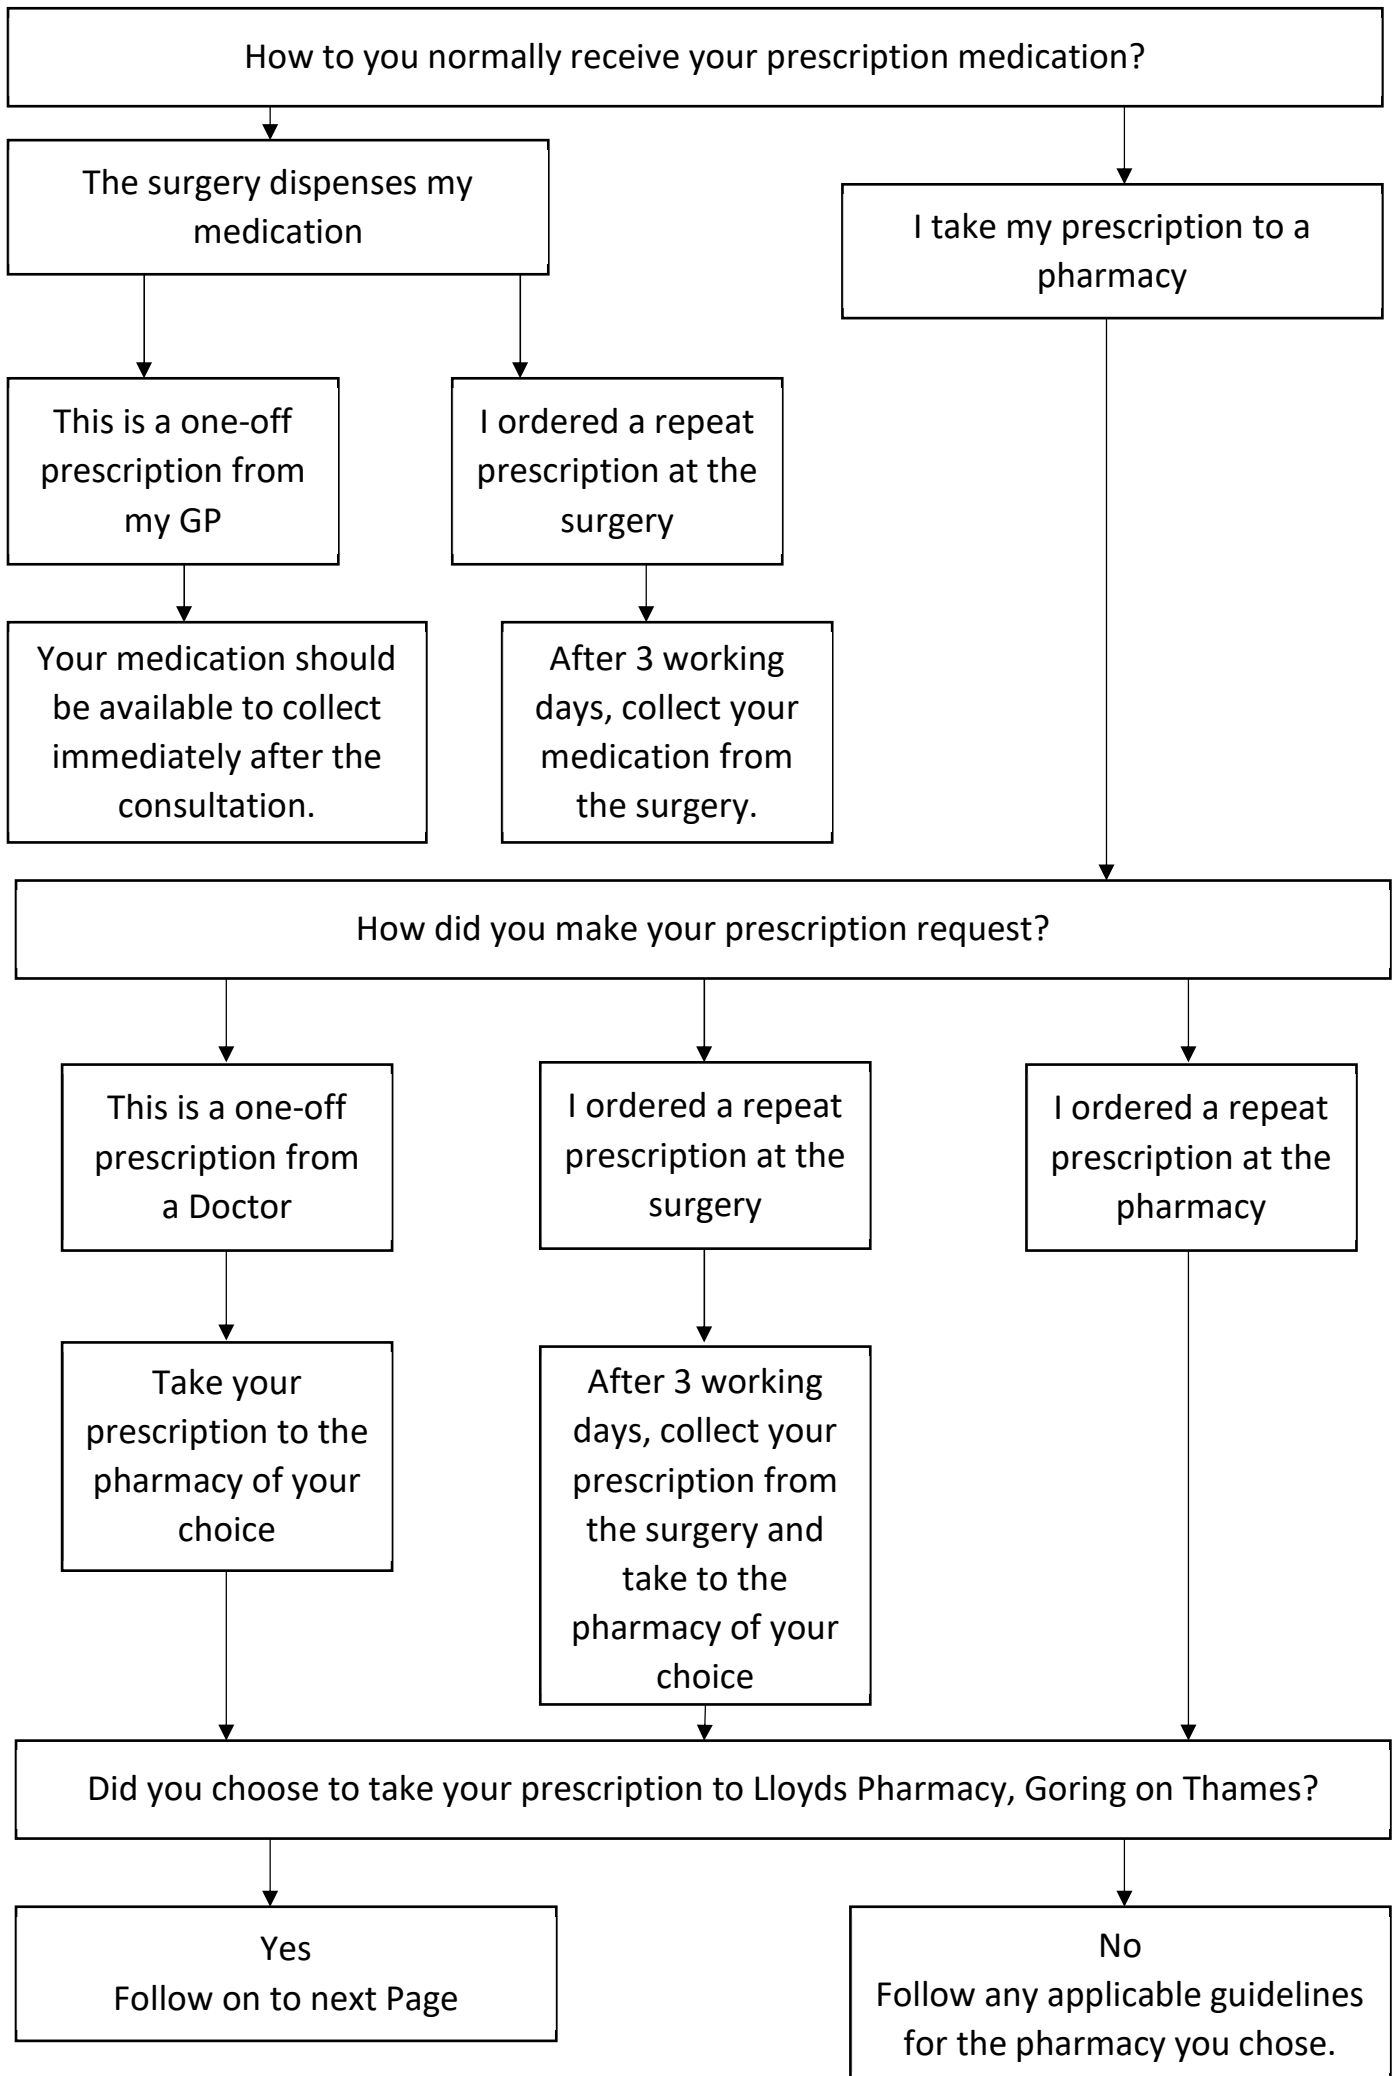 How to you normally receive your prescription medication?
The surgery dispenses my
medication
I take my prescription to a
pharmacy
This is a one-off
prescription from
my GP
I ordered a repeat
prescription at the
surgery
Your medication should
be available to collect
immediately after the
consultation.
After 3 working
days, collect your
medication from
the surgery.
How did you make your prescription request?
This is a one-off
prescription from
a Doctor
I ordered a repeat
prescription at the
surgery
I ordered a repeat
prescription at the
pharmacy
Take your
prescription to the
pharmacy of your
choice
After 3 working
days, collect your
prescription from
the surgery and
take to the
pharmacy of your
choice
Did you choose to take your prescription to Lloyds Pharmacy, Goring on Thames?
Yes
Follow on to next Page
No
Follow any applicable guidelines
for the pharmacy you chose.